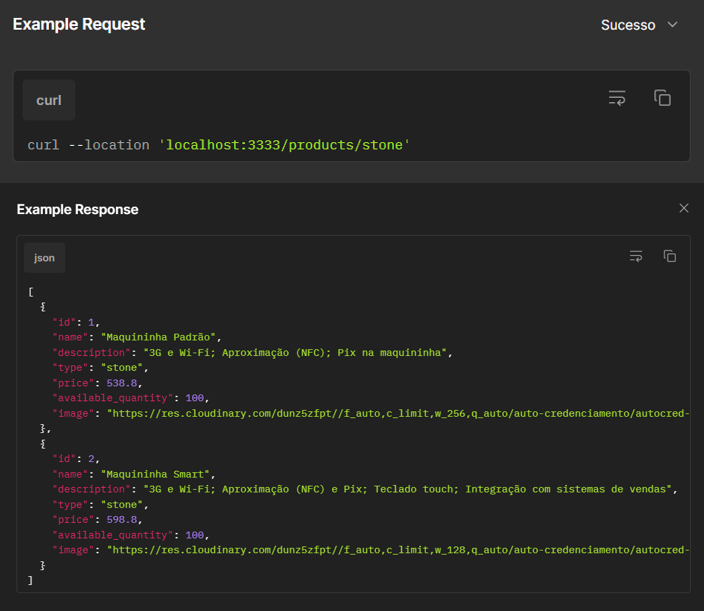 Example Request
Sucesso
curl
curl --location 'localhost:3333/products/stone'
Example Response
json
[
  {
    "id": 1,
    "name": "Maquininha Padrão",
    "description": "3G e Wi-Fi; Aproximação (NFC); Pix na maquininha",
    "type": "stone",
    "price": 538.8,
    "available_quantity": 100,
    "image": "https://res.cloudinary.com/dunz5zfpt//f_auto,c_limit,w_256,q_auto/auto-credenciamento/autocred-
  },
  {
    "id": 2,
    "name": "Maquininha Smart",
    "description": "3G e Wi-Fi; Aproximação (NFC) e Pix; Teclado touch; Integração com sistemas de vendas",
    "type": "stone",
    "price": 598.8,
    "available_quantity": 100,
    "image": "https://res.cloudinary.com/dunz5zfpt//f_auto,c_limit,w_128,q_auto/auto-credenciamento/autocred-
  }
]